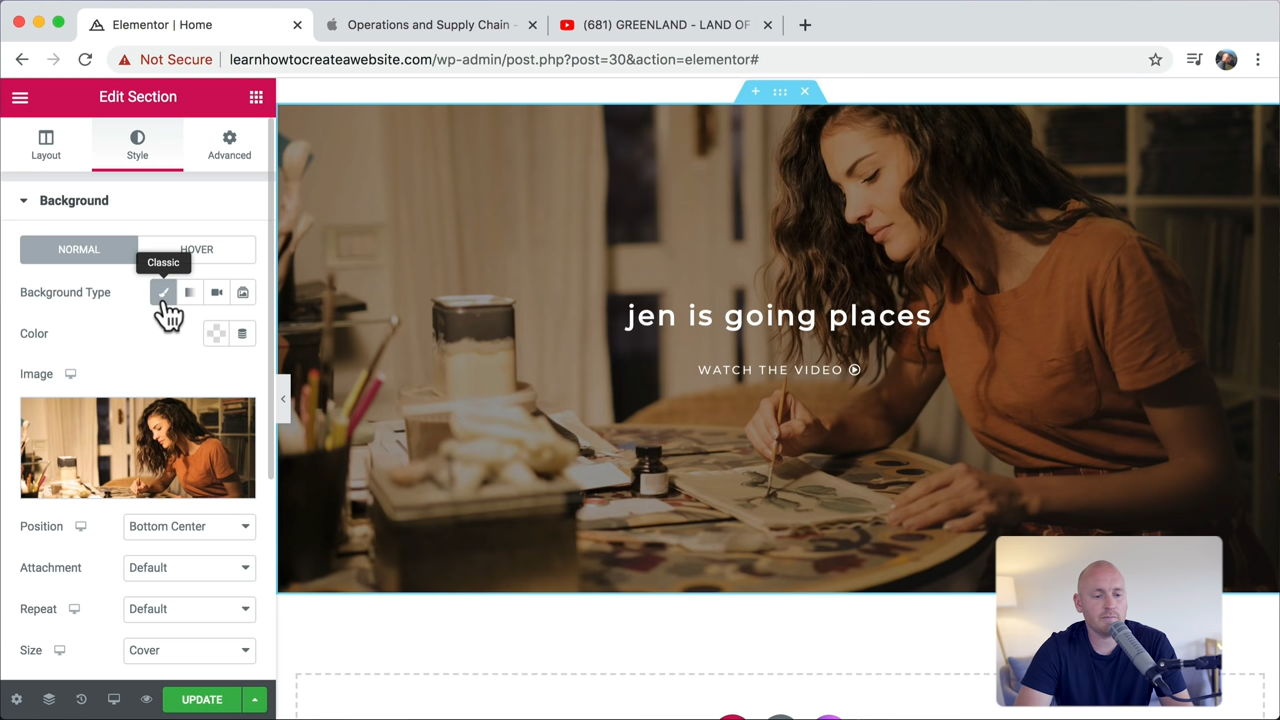 Elementor | Home
Operations and Supply Chain -
(681) GREENLAND - LAND OF
Not Secure
learnhowtocreateawebsite.com/wp-admin/post.php?post=30&action=elementor#
Edit Section
Layout
Style
Advanced
Background
NORMAL
HOVER
Classic
Background Type
Color
Image
Position
Bottom Center
Attachment
Default
Repeat
Default
Size
Cover
UPDATE
jen is going places
WATCH THE VIDEO